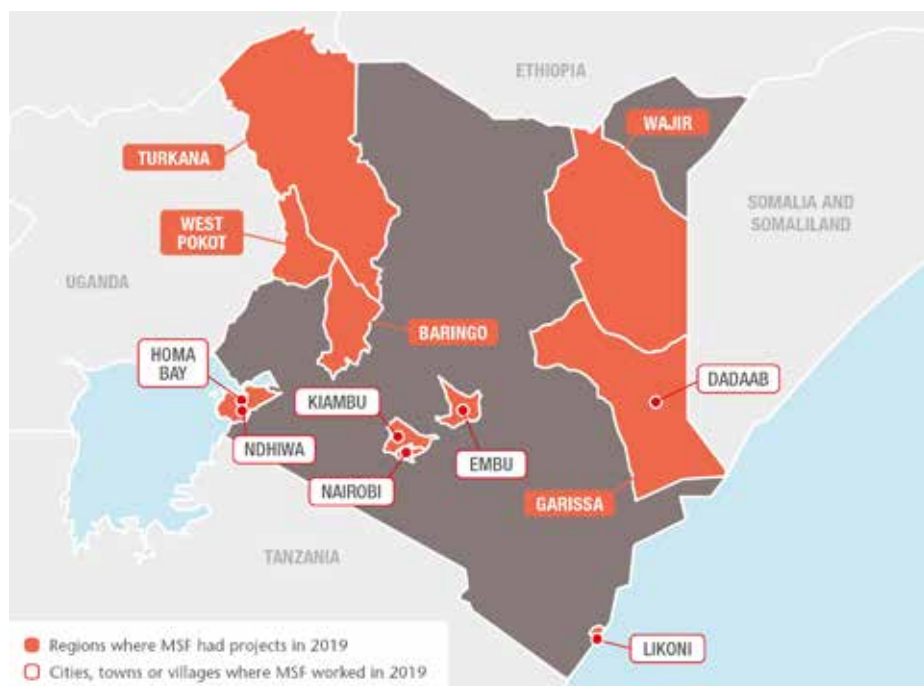 ETHIOPIA
WAJIR
TURKANA
SOMALIA AND
SOMALILAND
WEST
POKOT
UGANDA
BARINGO
HOMA
BAY
DADAAB
KIAMBU
NDHIWA
EMBU
NAIROBI
GARISSA
TANZANIA
Regions where MSF had projects in 2019
LIKONI
Cities, towns or villages where MSF worked in 2019